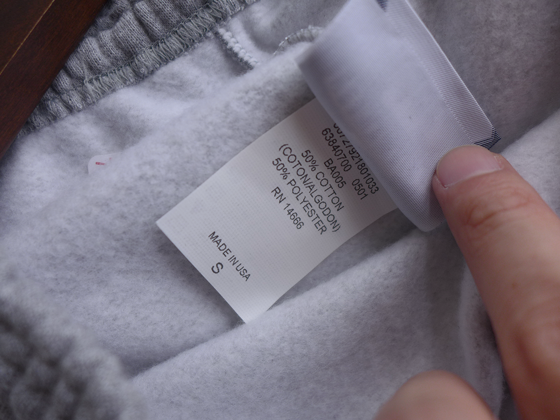 63840700 0501
BA005
50% COTTON
(COTON/ALGODON)
50% POLYESTER
RN 14666
MADE IN USA
S